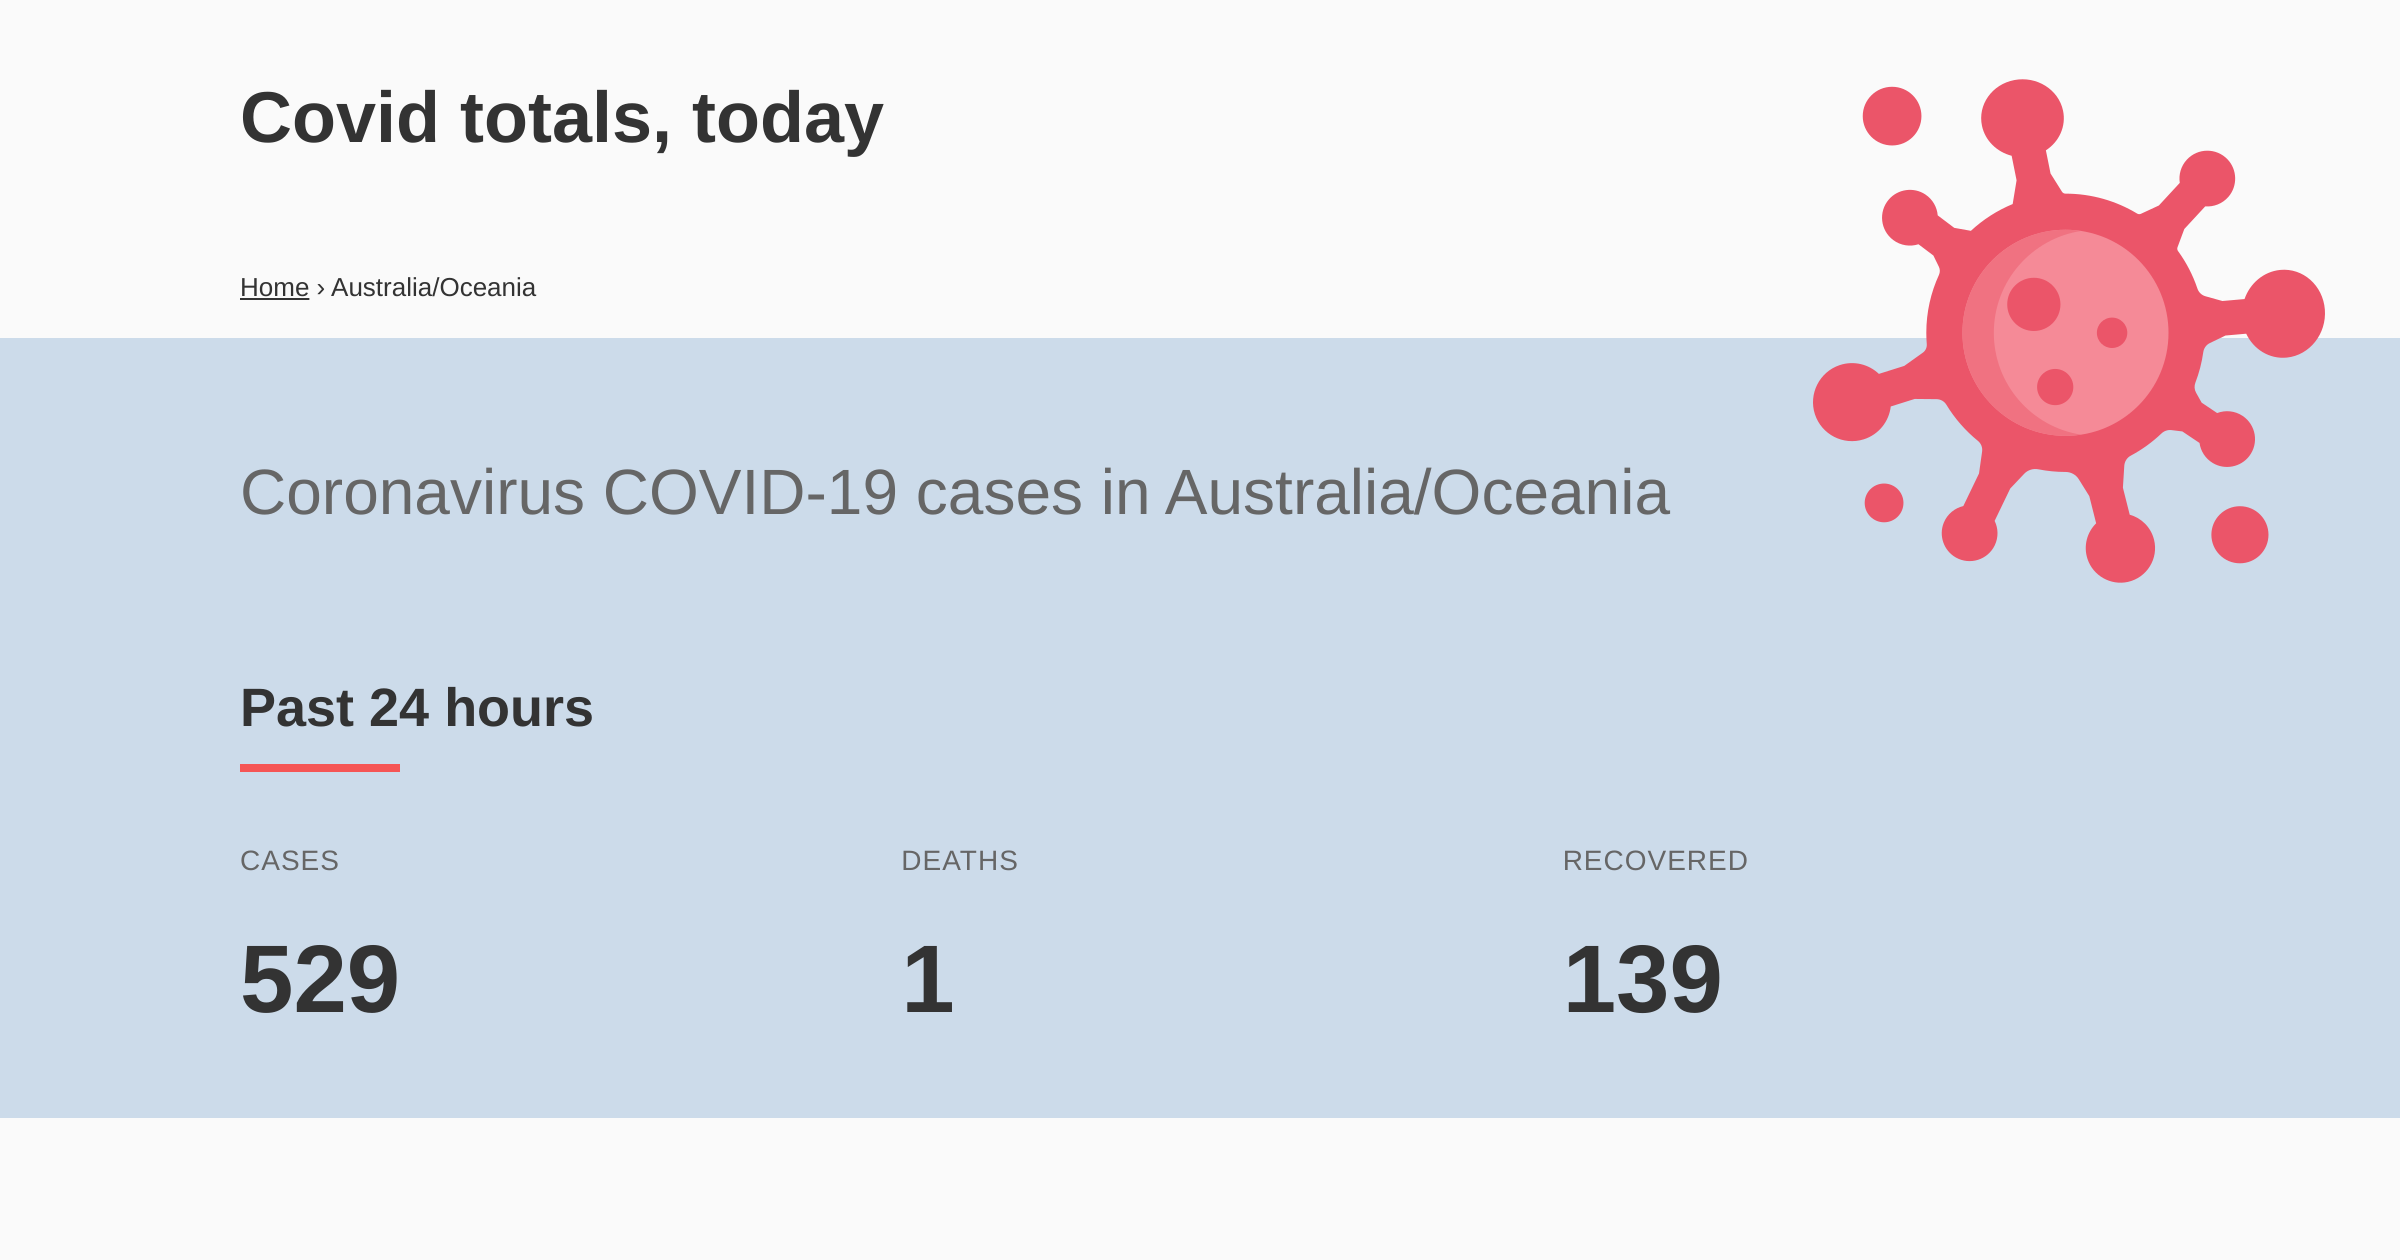 Covid totals, today
Home › Australia/Oceania
Coronavirus COVID-19 cases in Australia/Oceania
Past 24 hours
CASES
DEATHS
RECOVERED
529
1
139